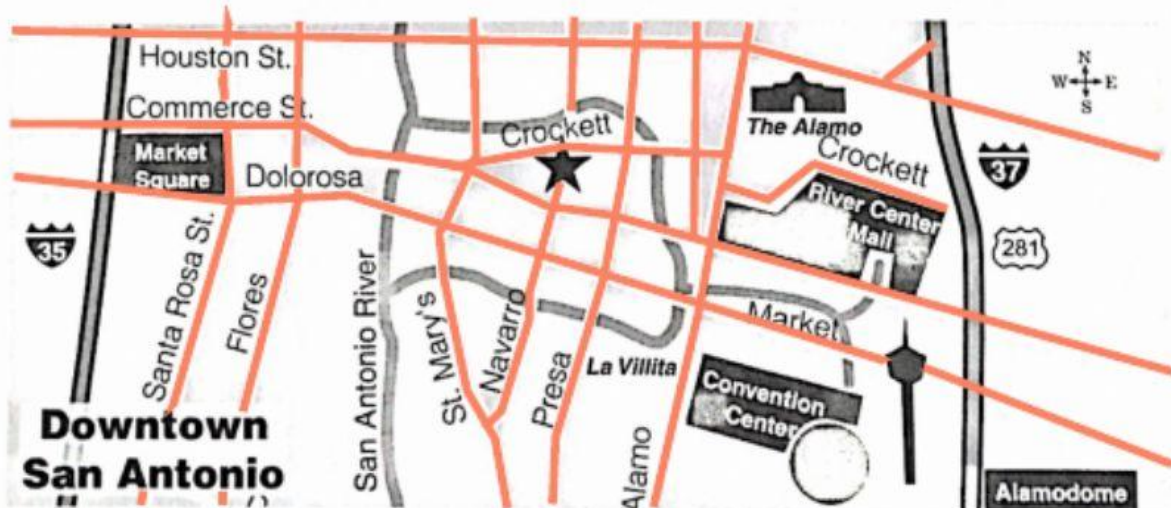 Houston St.
Commerce St.
Market
Square
Dolorosa
Crockett
The Alamo
Crockett
River Center
Mall
N
W E
S
37
281
35
Santa Rosa St.
Flores
San Antonio River
St. Mary's
Navarro
Presa
La Villita
Market
Convention
Center
Alamo
Alamodome
Downtown
San Antonio